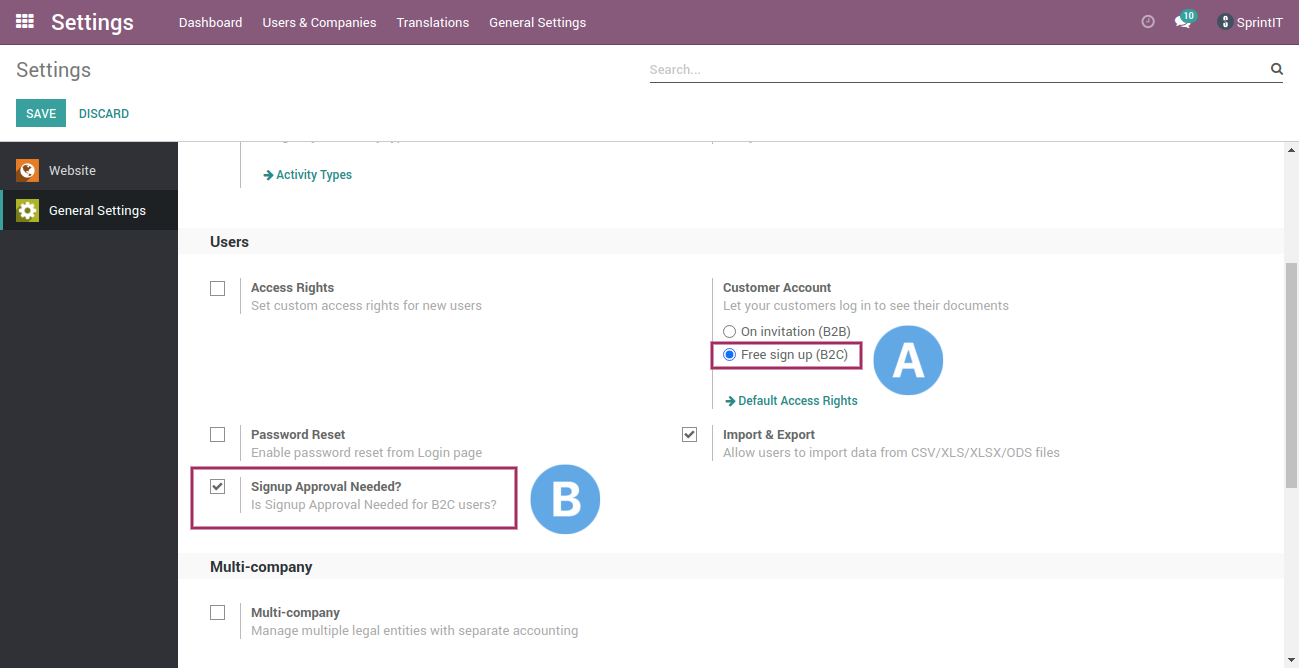 Settings
Dashboard
Users & Companies
Translations
General Settings
10
SprintIT
Settings
Search...
SAVE
DISCARD
Website
General Settings
Activity Types
Users
Access Rights
Set custom access rights for new users
Customer Account
Let your customers log in to see their documents
On invitation (B2B)
Free sign up (B2C)
A
Default Access Rights
Password Reset
Enable password reset from Login page
Import & Export
Allow users to import data from CSV/XLS/XLSX/ODS files
Signup Approval Needed?
Is Signup Approval Needed for B2C users?
B
Multi-company
Multi-company
Manage multiple legal entities with separate accounting